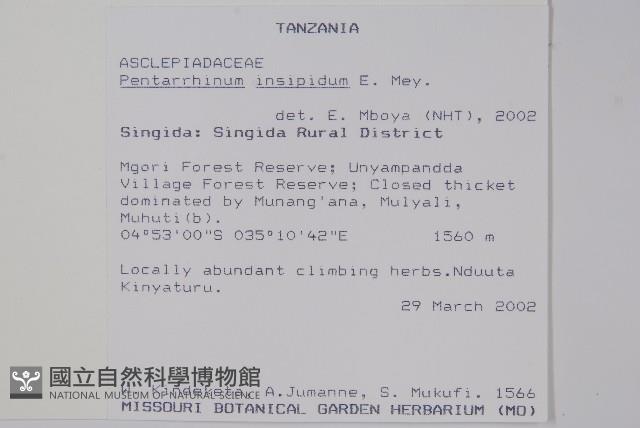 TANZANIA
ASCLEPIADACEAE
Pentarrhinum insipidum E. Mey.
det. E. Mboya (NHT), 2002
Singida: Singida Rural District
Mgori Forest Reserve; Unyampandda
Village Forest Reserve; Closed thicket
dominated by Munang'ana, Mulyali,
Muhuti(b).
04°53'00"S 035°10'42"E 1560 m
Locally abundant climbing herbs.Nduuta
Kinyaturu.
29 March 2002
國立自然科學博物館
NATIONAL MUSEUM OF NATURAL SCIENCE
W. Kindeketa, A.Jumanne, S. Mukufi. 1566
MISSOURI BOTANICAL GARDEN HERBARIUM (MO)